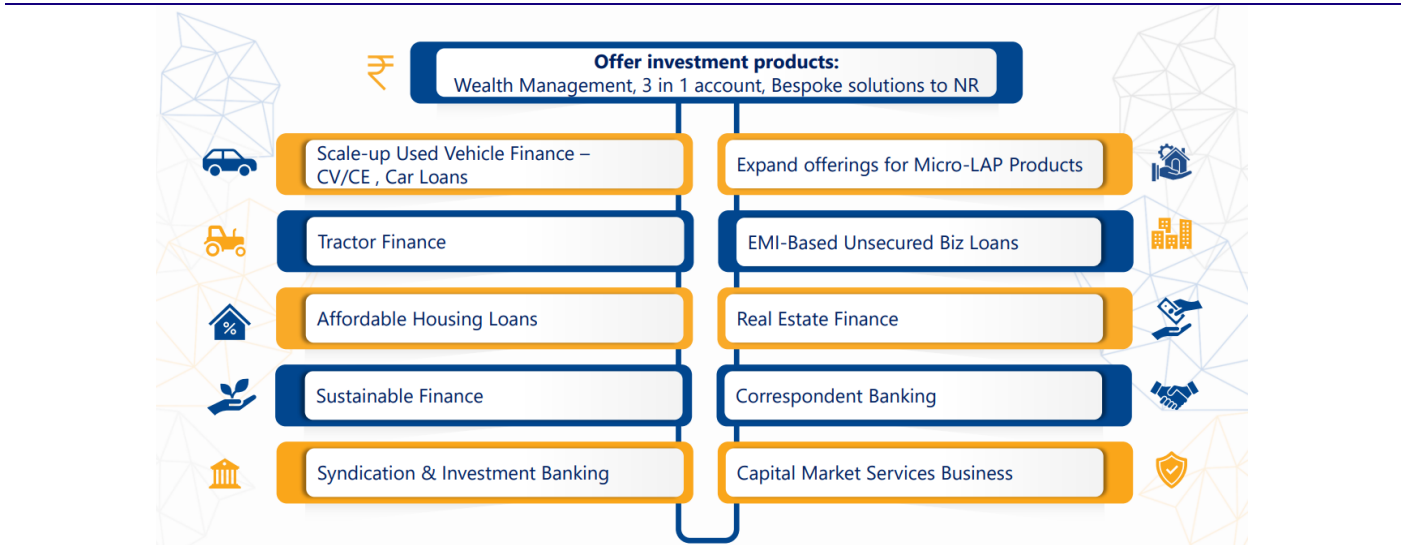 Offer investment products:
Wealth Management, 3 in 1 account, Bespoke solutions to NR
Scale-up Used Vehicle Finance –
CV/CE , Car Loans
Expand offerings for Micro-LAP Products
Tractor Finance
EMI-Based Unsecured Biz Loans
Affordable Housing Loans
Real Estate Finance
Sustainable Finance
Correspondent Banking
Syndication & Investment Banking
Capital Market Services Business